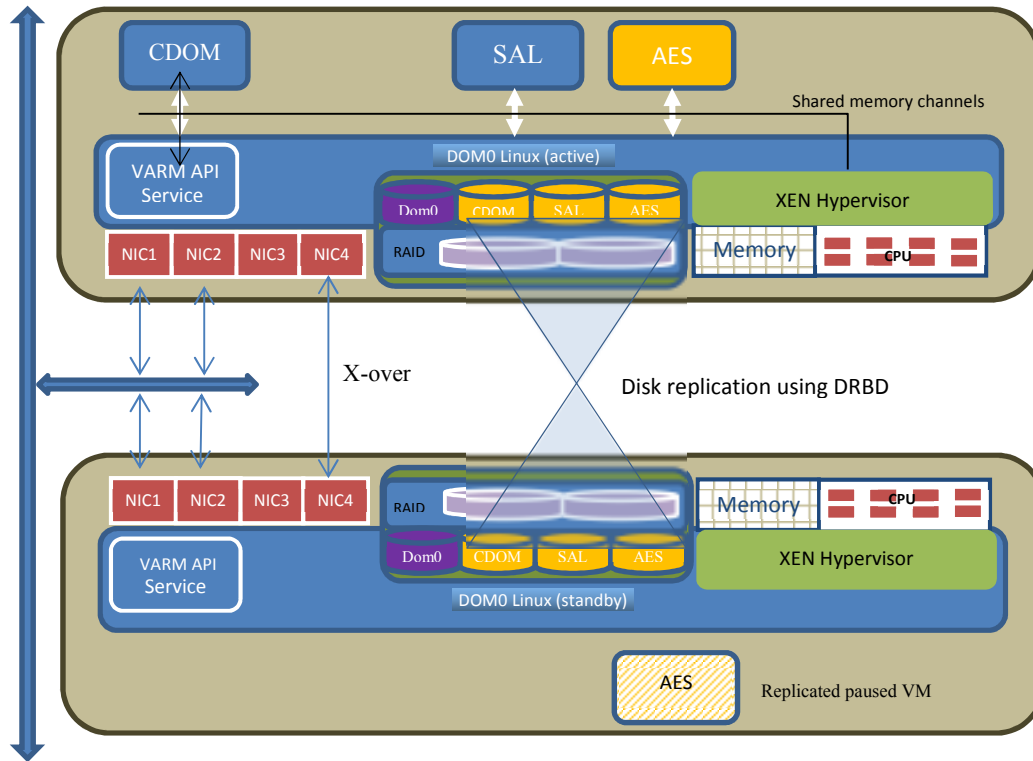 CDOM
SAL
AES
Shared memory channels
DOM0 Linux (active)
VARM API
Service
Dom0
CDOM
SAL
AES
XEN Hypervisor
NIC1
NIC2
NIC3
NIC4
RAID
Memory
CPU
X-over
Disk replication using DRBD
NIC1
NIC2
NIC3
NIC4
RAID
Memory
CPU
VARM API
Service
Dom0
CDOM
SAL
AES
XEN Hypervisor
DOM0 Linux (standby)
AES
Replicated paused VM